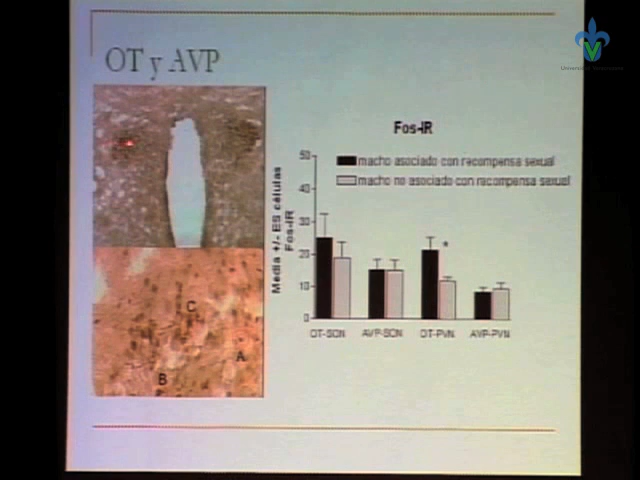 OT y AVP
Fos-IR
macho asociado con recompensa sexual
macho no asociado con recompensa sexual
Media +/- ES células
Fos-IR
50
40
30
20
10
0
*
OT-SON
AVP-SON
OT-PVN
AVP-PVN
C
A
B